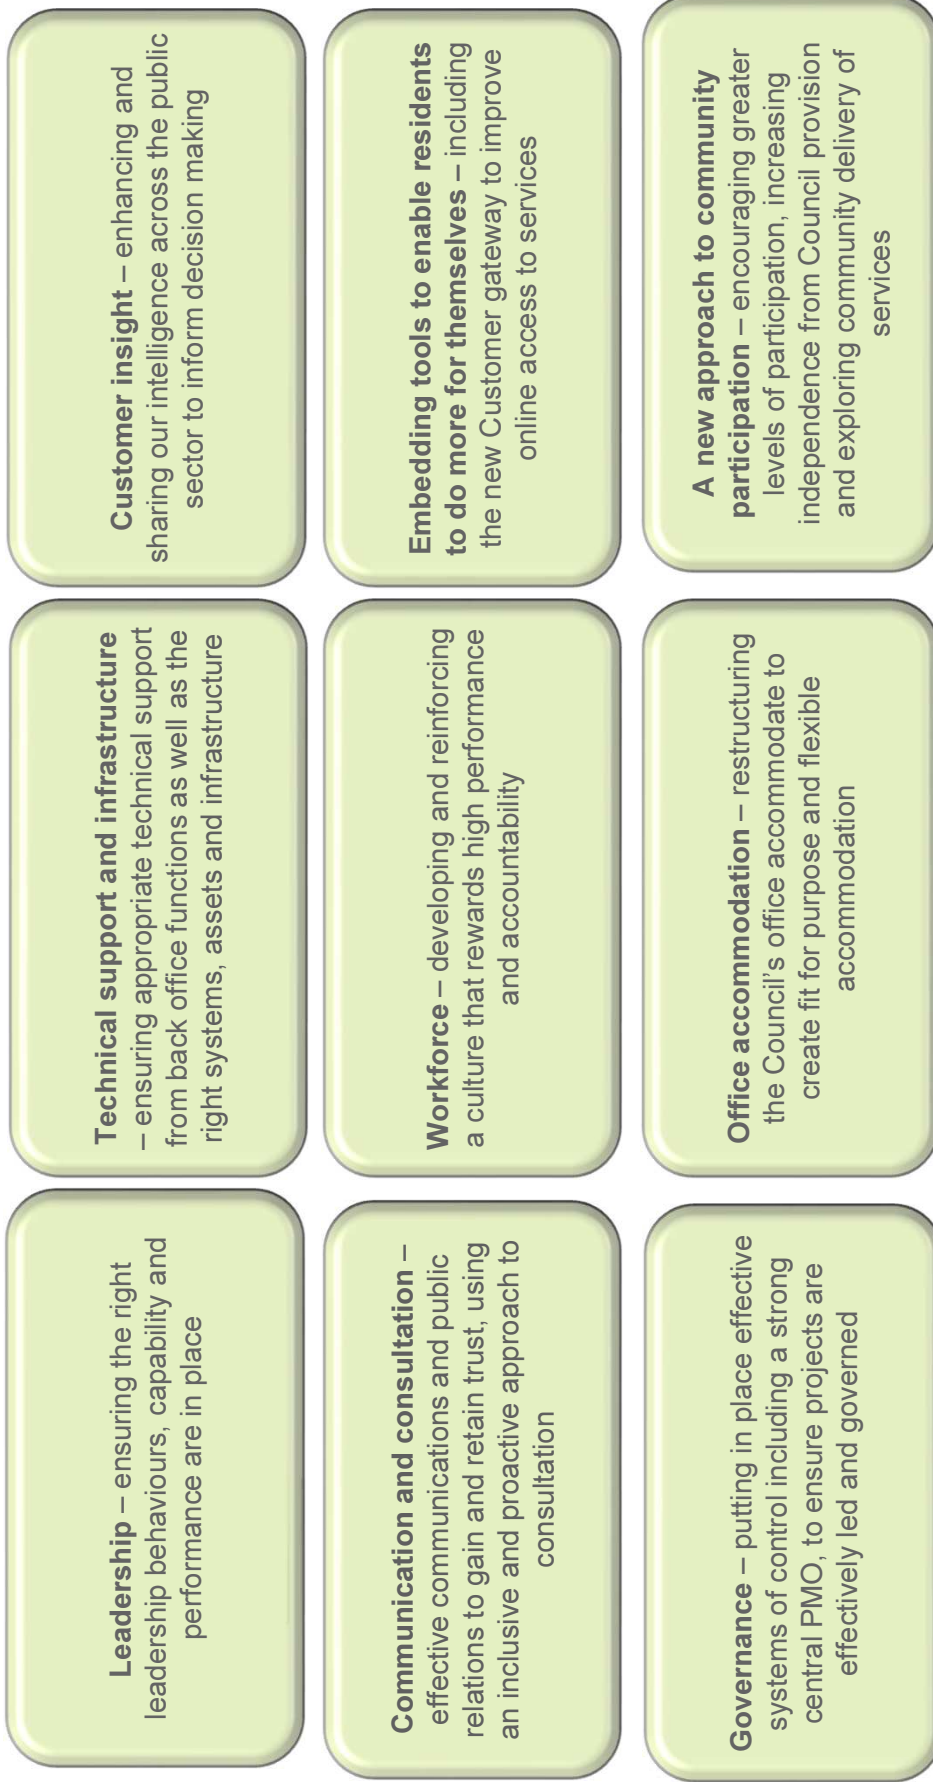 Leadership – ensuring the right
leadership behaviours, capability and
performance are in place
Technical support and infrastructure
– ensuring appropriate technical support
from back office functions as well as the
right systems, assets and infrastructure
Customer insight – enhancing and
sharing our intelligence across the public
sector to inform decision making
Communication and consultation –
effective communications and public
relations to gain and retain trust, using
an inclusive and proactive approach to
consultation
Workforce – developing and reinforcing
a culture that rewards high performance
and accountability
Embedding tools to enable residents
to do more for themselves – including
the new Customer gateway to improve
online access to services
Governance – putting in place effective
systems of control including a strong
central PMO, to ensure projects are
effectively led and governed
Office accommodation – restructuring
the Council's office accommodate to
create fit for purpose and flexible
accommodation
A new approach to community
participation – encouraging greater
levels of participation, increasing
independence from Council provision
and exploring community delivery of
services